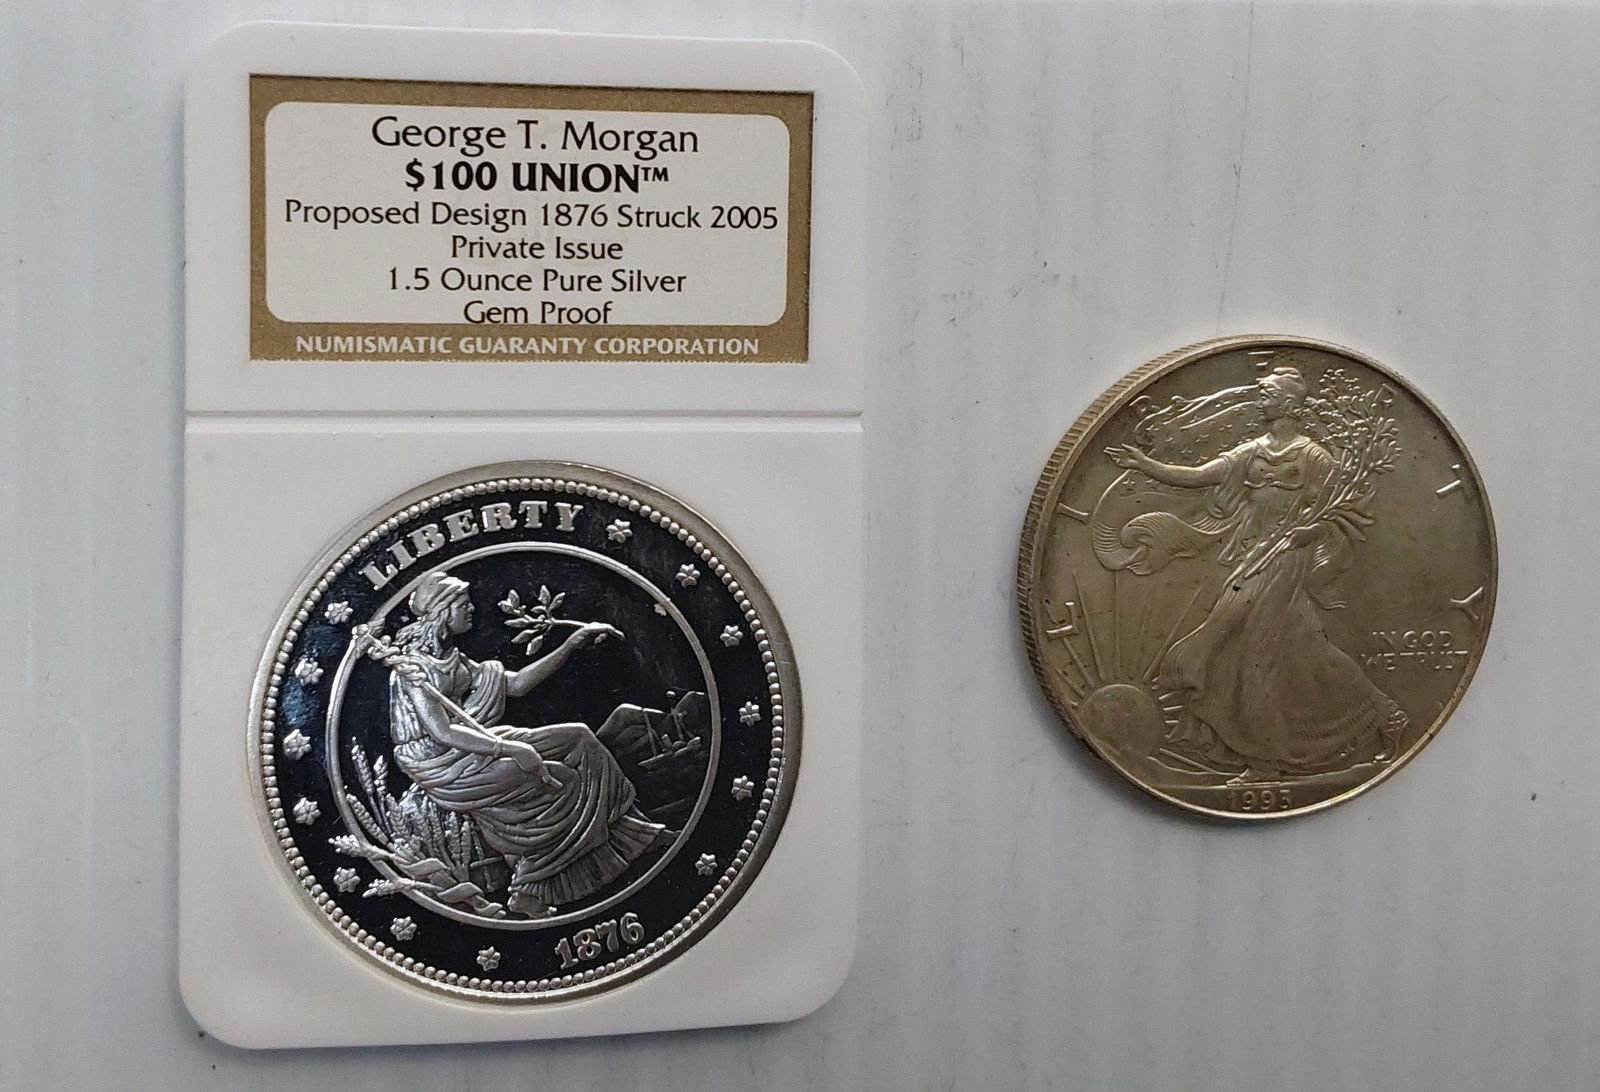 George T. Morgan
$100 UNION™
Proposed Design 1876 Struck 2005
Private Issue
1.5 Ounce Pure Silver
Gem Proof
NUMISMATIC GUARANTY CORPORATION
LIBERTY
1876
LIBERTY
IN GOD
WE TRUST
1993